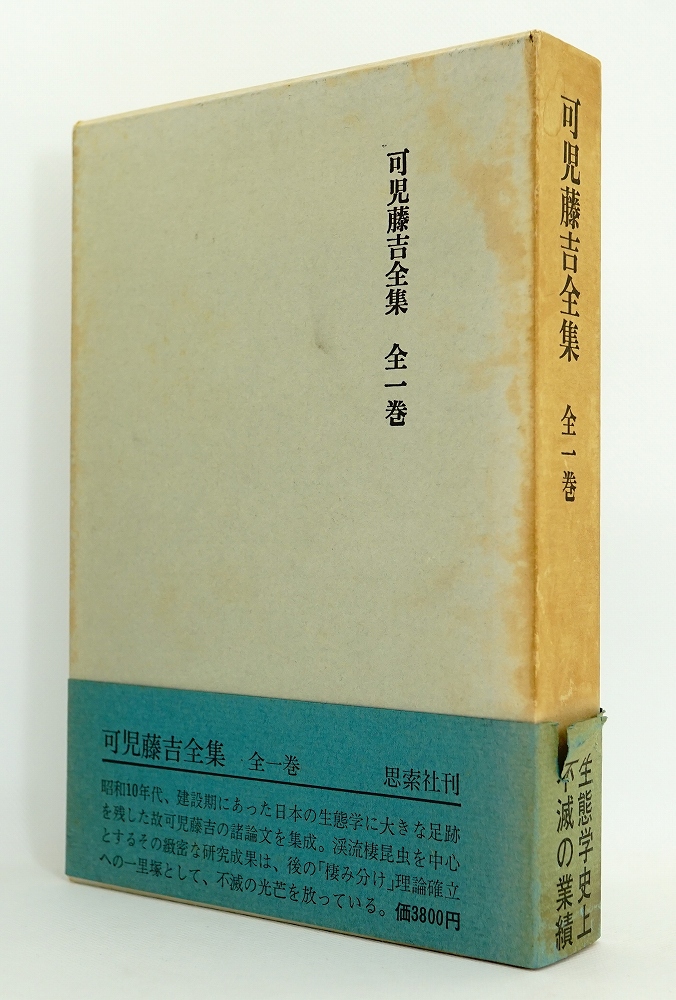 可児藤吉全集 全一巻
可児藤吉全集 全一巻
可児藤吉全集 全一巻 思索社刊
昭和10年代、建設期にあった日本の生態学に大きな足跡
を残した故可児藤吉の諸論文を集成。渓流棲昆虫を中心
とするその緻密な研究成果は、後の「棲み分け」理論確立
への一里塚として、不滅の光芒を放っている。価3800円
生態学史上
不滅の業績